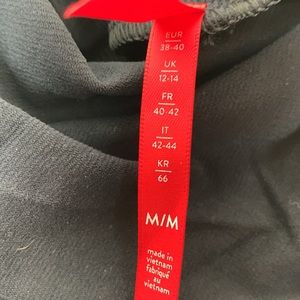 EUR
38-40
UK
12-14
FR
40-42
IT
42-44
KR
66
M/M
made in
vietnam
fabriqué
au
vietnam